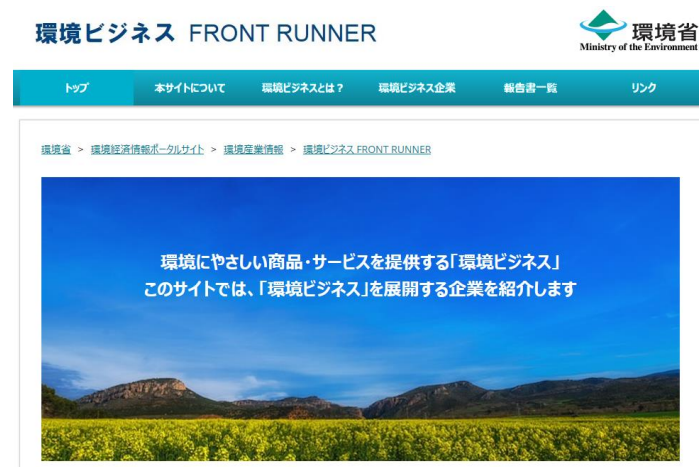 環境ビジネス FRONT RUNNER
環境省
Ministry of the Environment
トップ 本サイトについて 環境ビジネスとは？ 環境ビジネス企業 報告書一覧 リンク
環境省 > 環境経済情報ポータルサイト > 環境産業情報 > 環境ビジネス FRONT RUNNER
環境にやさしい商品・サービスを提供する「環境ビジネス」
このサイトでは、「環境ビジネス」を展開する企業を紹介します